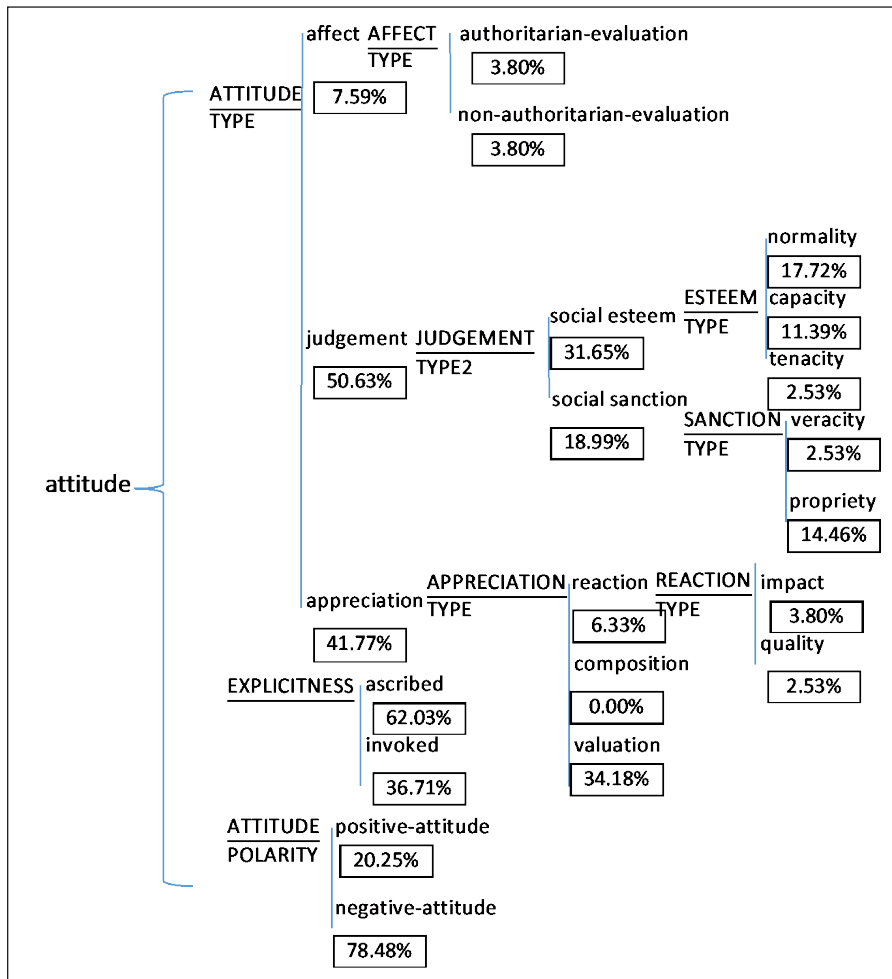 affect AFFECT authoritarian-evaluation
TYPE 3.80%
ATTITUDE 7.59%
TYPE non-authoritarian-evaluation
3.80%
normality
17.72%
ESTEEM capacity
social esteem TYPE 11.39%
judgement JUDGEMENT 31.65%
TYPE2 tenacity
50.63% 2.53%
social sanction SANCTION veracity
18.99% TYPE 2.53%
attitude
propriety
14.46%
APPRECIATION reaction REACTION impact
appreciation TYPE TYPE 3.80%
41.77% 6.33% quality
composition
EXPLICITNESS ascribed 2.53%
62.03% 0.00%
invoked valuation
36.71% 34.18%
ATTITUDE positive-attitude
POLARITY 20.25%
negative-attitude
78.48%